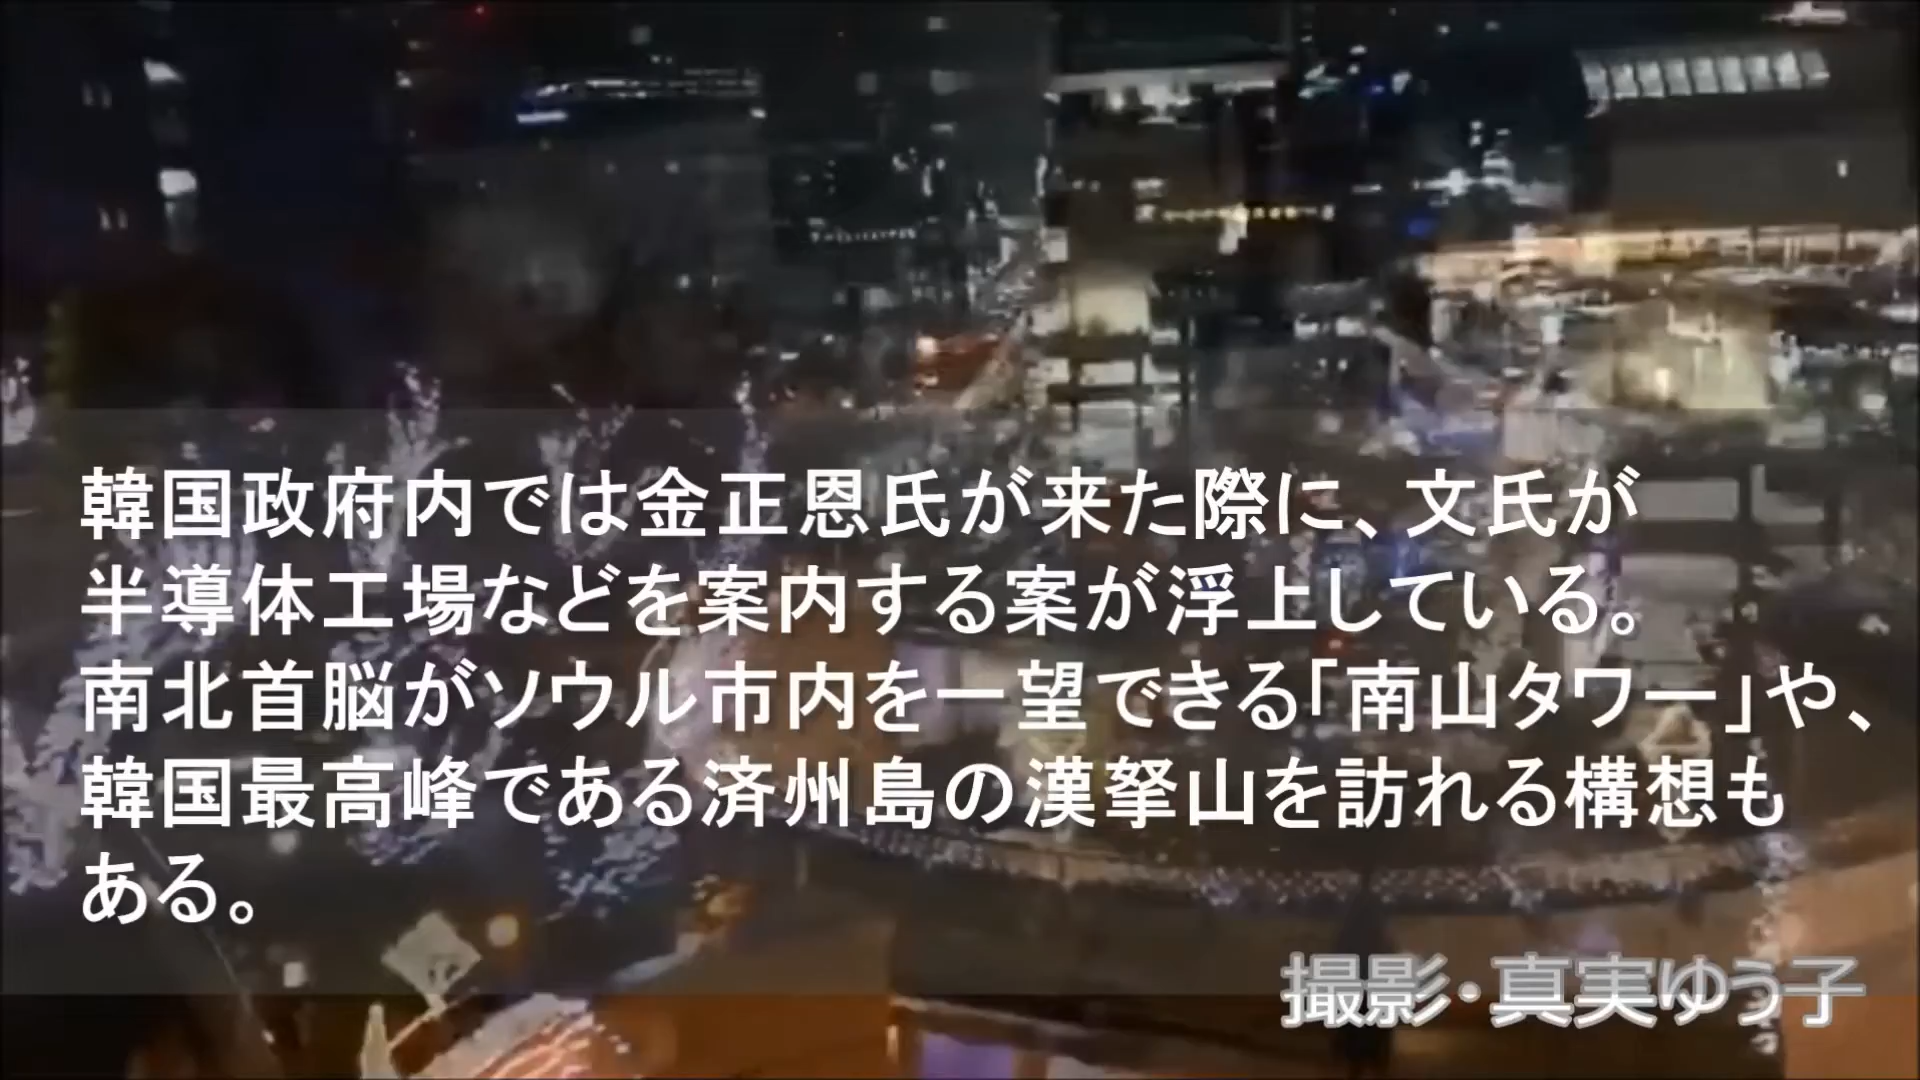 韓国政府内では金正恩氏が来た際に、文氏が
半導体工場などを案内する案が浮上している。
南北首脳がソウル市内を一望できる「南山タワー」や、
韓国最高峰である済州島の漢拏山を訪れる構想も
ある。
撮影・真実ゆう子